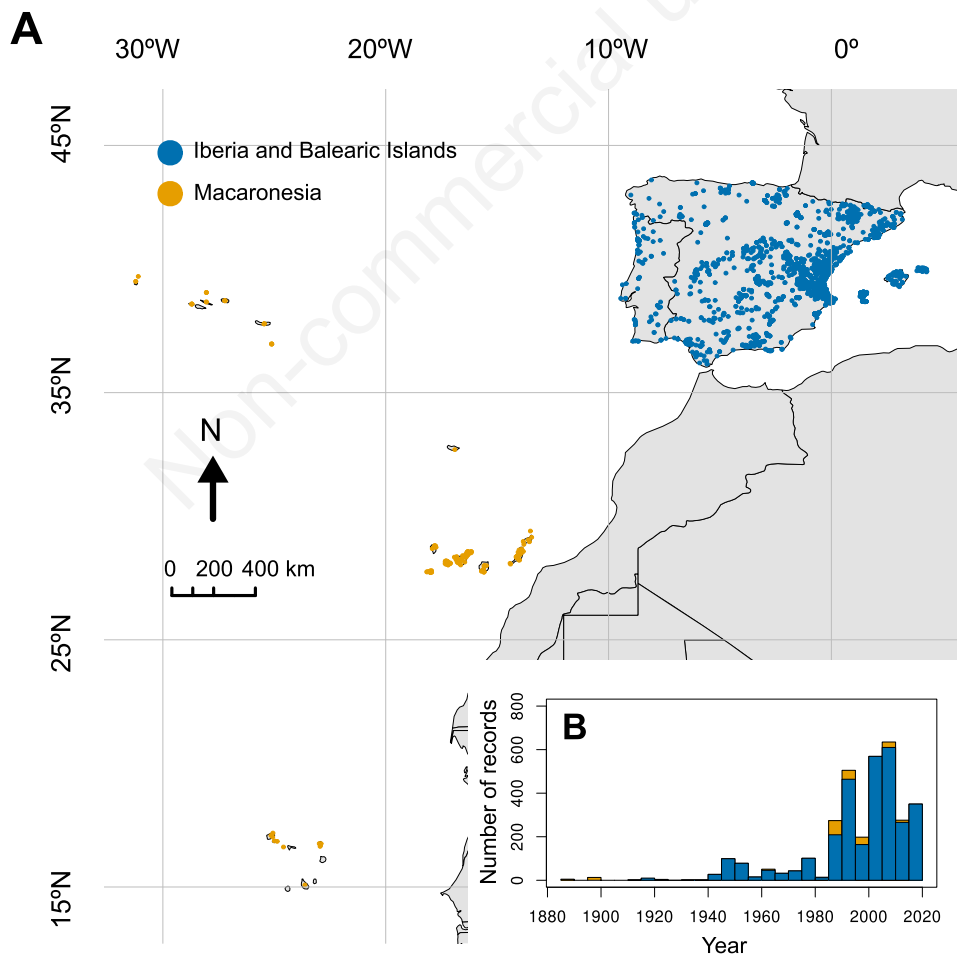 A
30ºW 20ºW 10ºW 0º
45ºN
Iberia and Balearic Islands
Macaronesia
35ºN
N
0 200 400 km
25ºN
15ºN
Non-commercial u
B
Number of records
800
600
400
200
0
1880 1900 1920 1940 1960 1980 2000 2020
Year